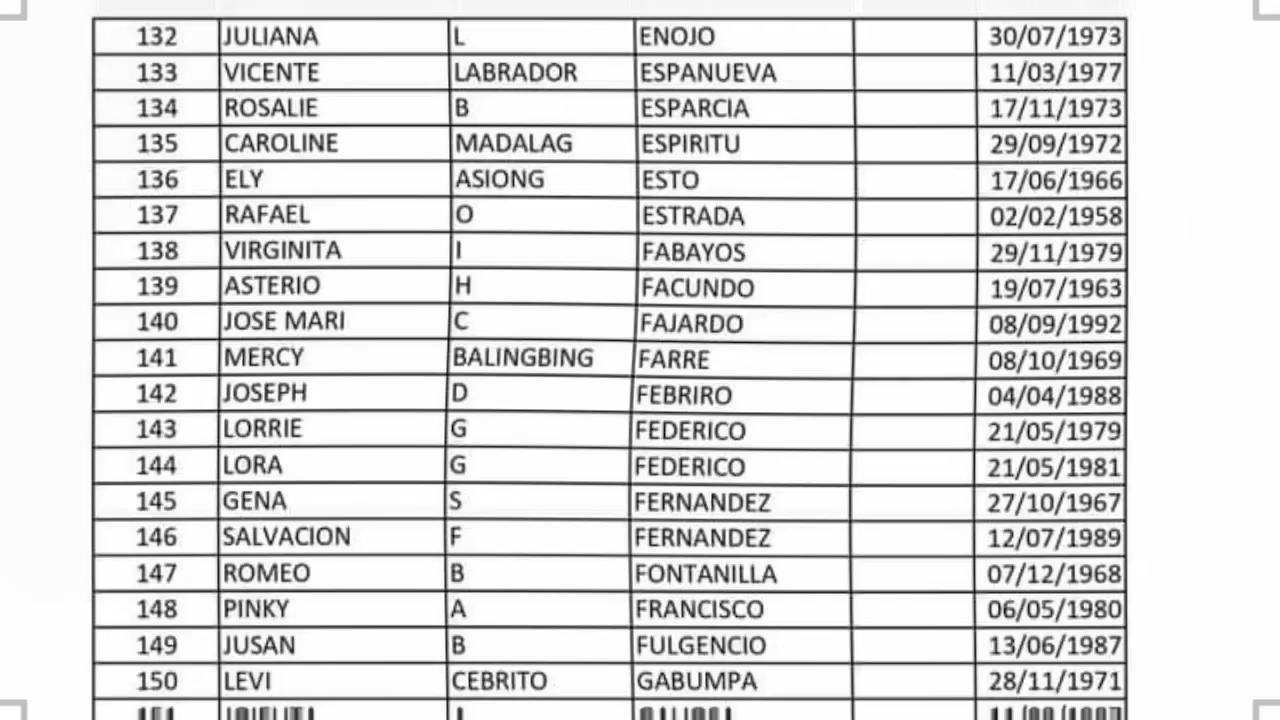 132 JULIANA L ENOJO 30/07/1973
133 VICENTE LABRADOR ESPANUEVA 11/03/1977
134 ROSALIE B ESPARCIA 17/11/1973
135 CAROLINE MADALAG ESPIRITU 29/09/1972
136 ELY ASIONG ESTO 17/06/1966
137 RAFAEL O ESTRADA 02/02/1958
138 VIRGINITA I FABAYOS 29/11/1979
139 ASTERIO H FACUNDO 19/07/1963
140 JOSE MARI C FAJARDO 08/09/1992
141 MERCY BALINGBING FARRE 08/10/1969
142 JOSEPH D FEBRIRO 04/04/1988
143 LORRIE G FEDERICO 21/05/1979
144 LORA G FEDERICO 21/05/1981
145 GENA S FERNANDEZ 27/10/1967
146 SALVACION F FERNANDEZ 12/07/1989
147 ROMEO B FONTANILLA 07/12/1968
148 PINKY A FRANCISCO 06/05/1980
149 JUSAN B FULGENCIO 13/06/1987
150 LEVI CEBRITO GABUMPA 28/11/1971